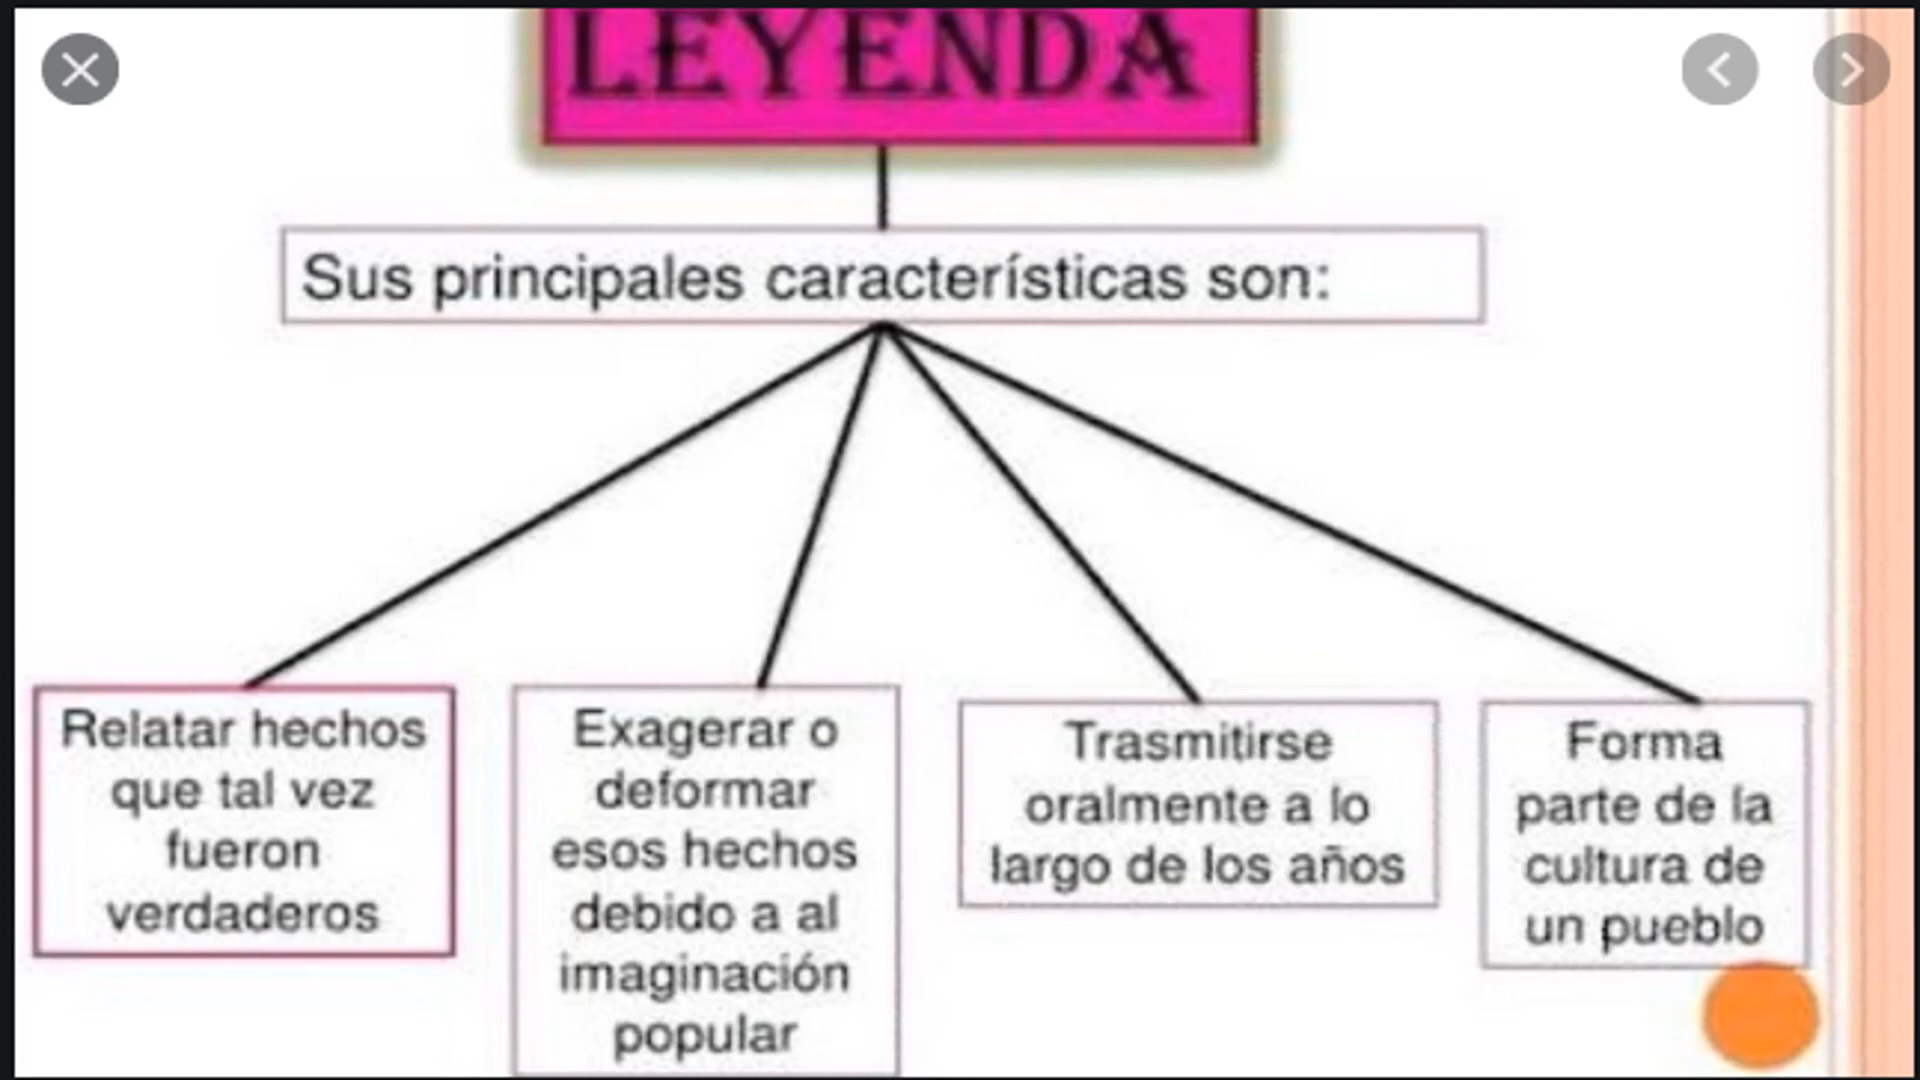 LEYENDA
Sus principales características son:
Relatar hechos
que tal vez
fueron
verdaderos
Exagerar o
deformar
esos hechos
debido a al
imaginación
popular
Trasmitirse
oralmente a lo
largo de los años
Forma
parte de la
cultura de
un pueblo